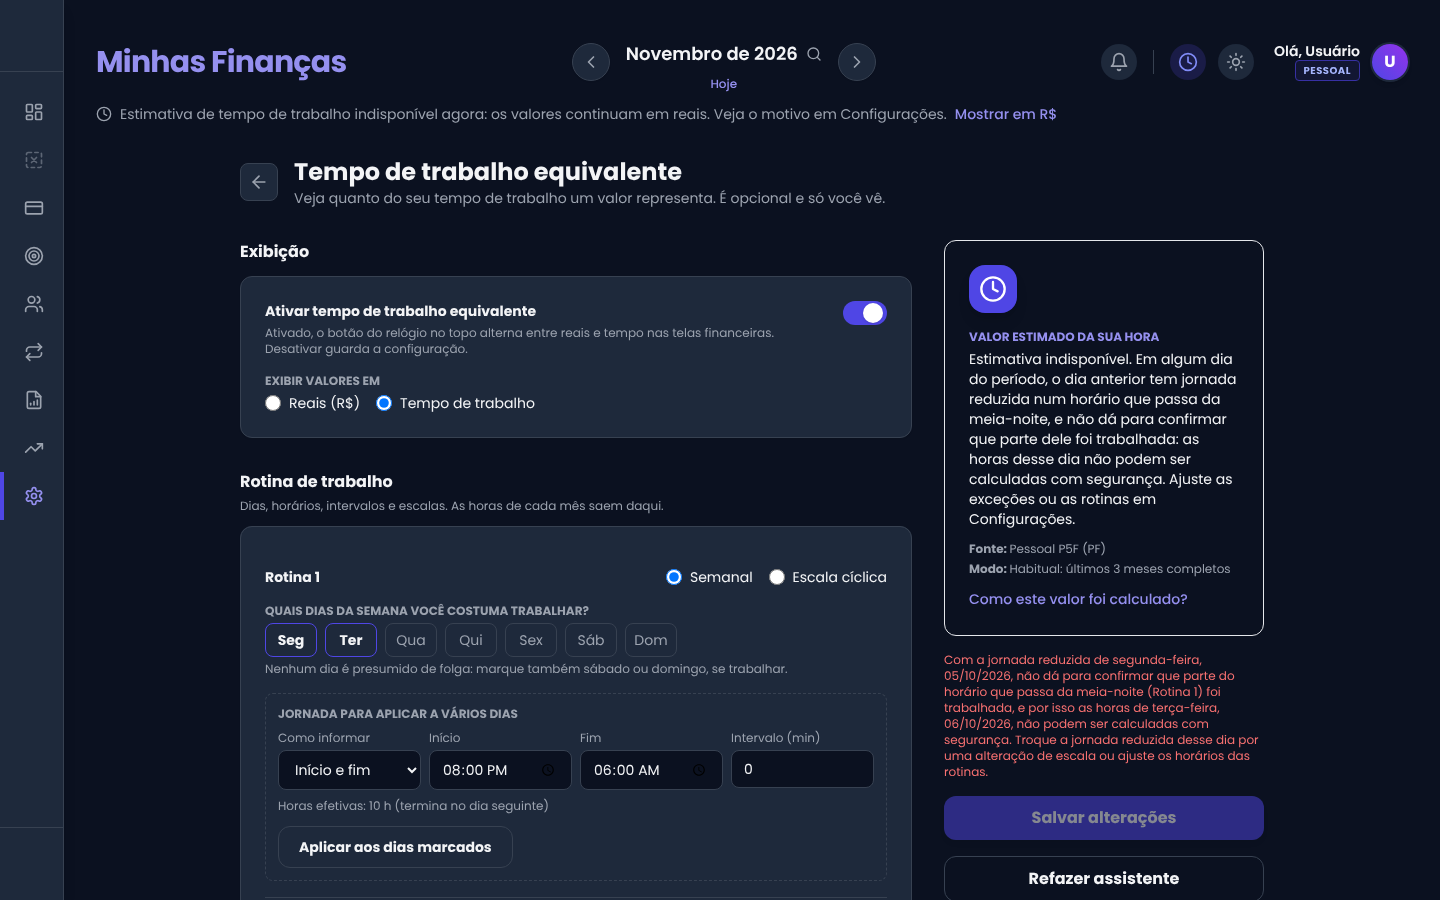 Minhas Finanças
Novembro de 2026
Hoje
Olá, Usuário
PESSOAL
U
Estimativa de tempo de trabalho indisponível agora: os valores continuam em reais. Veja o motivo em Configurações. Mostrar em R$
Tempo de trabalho equivalente
Veja quanto do seu tempo de trabalho um valor representa. É opcional e só você vê.
Exibição
Ativar tempo de trabalho equivalente
Ativado, o botão do relógio no topo alterna entre reais e tempo nas telas financeiras.
Desativar guarda a configuração.
EXIBIR VALORES EM
Reais (R$) Tempo de trabalho
Rotina de trabalho
Dias, horários, intervalos e escalas. As horas de cada mês saem daqui.
Rotina 1
Semanal Escala cíclica
QUAIS DIAS DA SEMANA VOCÊ COSTUMA TRABALHAR?
Seg Ter Qua Qui Sex Sáb Dom
Nenhum dia é presumido de folga: marque também sábado ou domingo, se trabalhar.
JORNADA PARA APLICAR A VÁRIOS DIAS
Como informar Início Fim Intervalo (min)
Início e fim 08:00 PM 06:00 AM 0
Horas efetivas: 10 h (termina no dia seguinte)
Aplicar aos dias marcados
VALOR ESTIMADO DA SUA HORA
Estimativa indisponível. Em algum dia
do período, o dia anterior tem jornada
reduzida num horário que passa da
meia-noite, e não dá para confirmar
que parte dele foi trabalhada: as
horas desse dia não podem ser
calculadas com segurança. Ajuste as
exceções ou as rotinas em
Configurações.
Fonte: Pessoal P5F (PF)
Modo: Habitual: últimos 3 meses completos
Como este valor foi calculado?
Com a jornada reduzida de segunda-feira,
05/10/2026, não dá para confirmar que parte do
horário que passa da meia-noite (Rotina 1) foi
trabalhada, e por isso as horas de terça-feira,
06/10/2026, não podem ser calculadas com
segurança. Troque a jornada reduzida desse dia por
uma alteração de escala ou ajuste os horários das
rotinas.
Salvar alterações
Refazer assistente